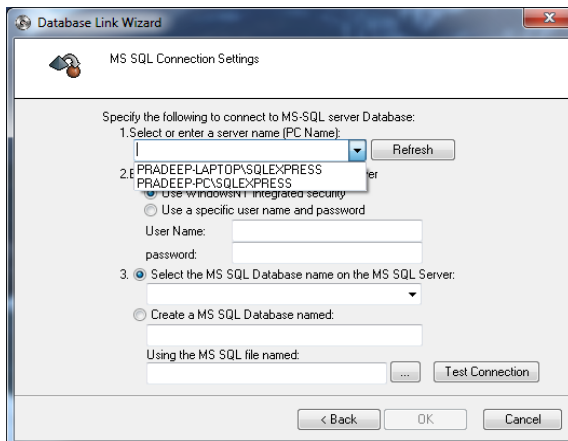 Database Link Wizard
MS SQL Connection Settings
Specify the following to connect to MS-SQL server Database:
1.Select or enter a server name (PC Name):
Refresh
PRADEEP-LAPTOP\SQLEXPRESS
PRADEEP-PC\SQLEXPRESS
2.E
Use WindowsNT integrated security
Use a specific user name and password
User Name:
password:
3. Select the MS SQL Database name on the MS SQL Server:
Create a MS SQL Database named:
Using the MS SQL file named:
... Test Connection
< Back OK Cancel